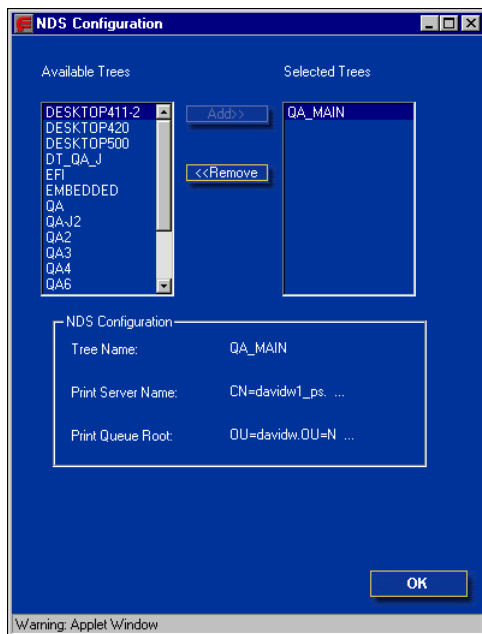 NDS Configuration
Available Trees
Selected Trees
DESKTOP411-2
DESKTOP420
DESKTOP500
DT_QA_J
EFI
EMBEDDED
QA
QA-J2
QA2
QA3
QA4
QA6
Add>>
<<Remove
QA_MAIN
NDS Configuration
Tree Name: QA_MAIN
Print Server Name: CN=davidw1_ps. ...
Print Queue Root: OU=davidw.OU=N ...
OK
Warning: Applet Window